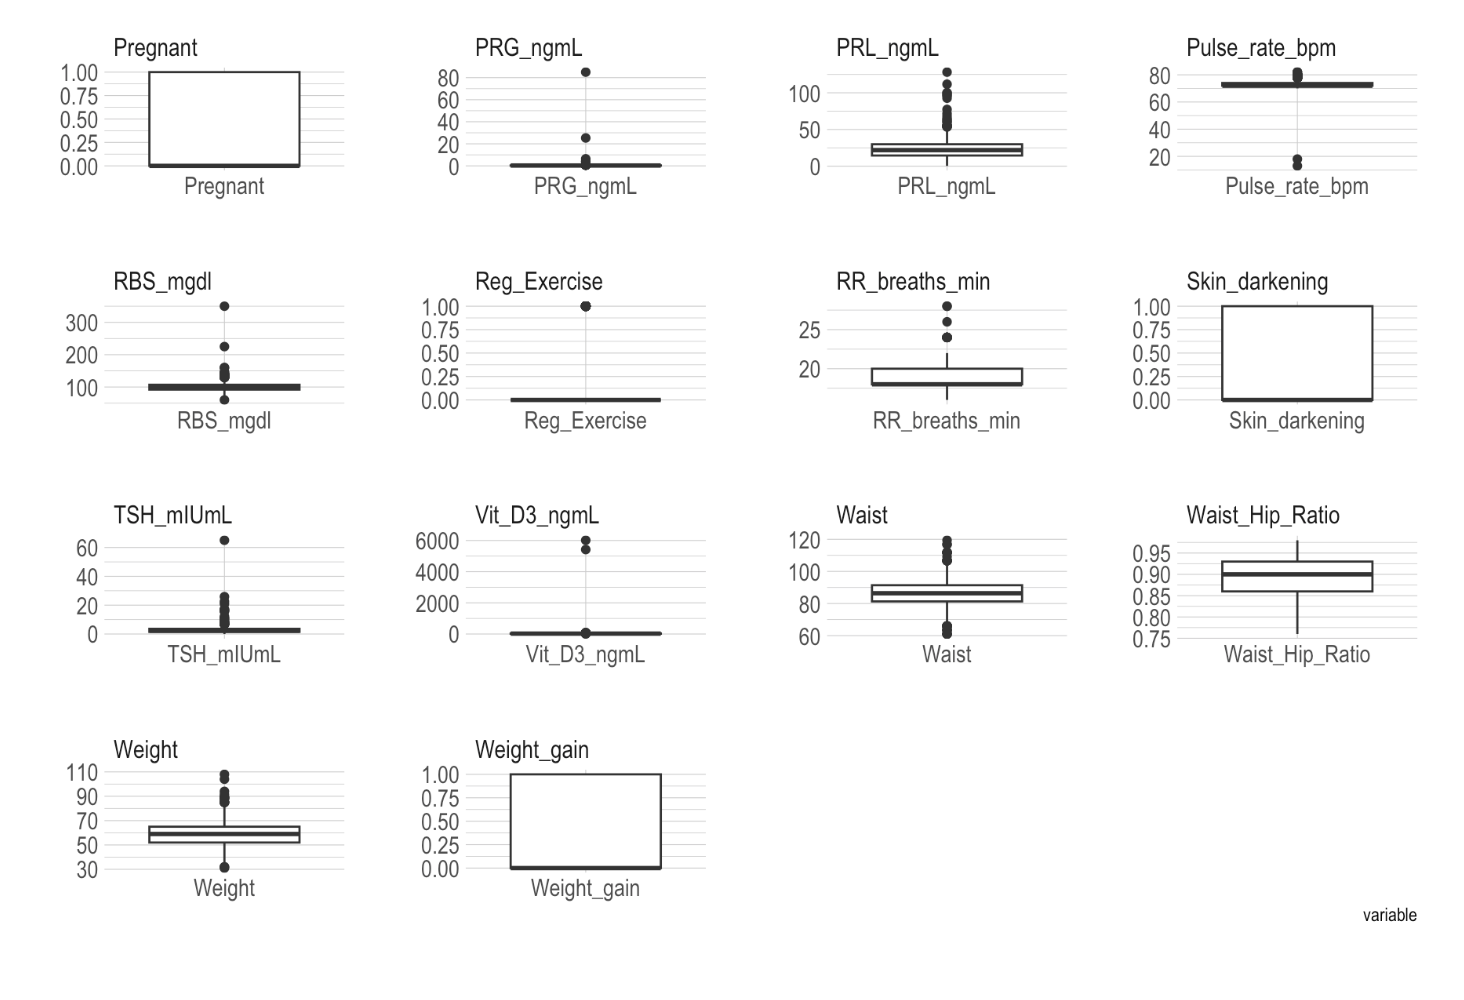 Pregnant
1.00
0.75
0.50
0.25
0.00
Pregnant
PRG_ngmL
80
60
40
20
0
PRG_ngmL
PRL_ngmL
100
50
0
PRL_ngmL
Pulse_rate_bpm
80
60
40
20
Pulse_rate_bpm
RBS_mgdl
300
200
100
RBS_mgdl
Reg_Exercise
1.00
0.75
0.50
0.25
0.00
Reg_Exercise
RR_breaths_min
25
20
RR_breaths_min
Skin_darkening
1.00
0.75
0.50
0.25
0.00
Skin_darkening
TSH_mIUmL
60
40
20
0
TSH_mIUmL
Vit_D3_ngmL
6000
4000
2000
0
Vit_D3_ngmL
Waist
120
100
80
60
Waist
Waist_Hip_Ratio
0.95
0.90
0.85
0.80
0.75
Waist_Hip_Ratio
Weight
110
90
70
50
30
Weight
Weight_gain
1.00
0.75
0.50
0.25
0.00
Weight_gain
variable